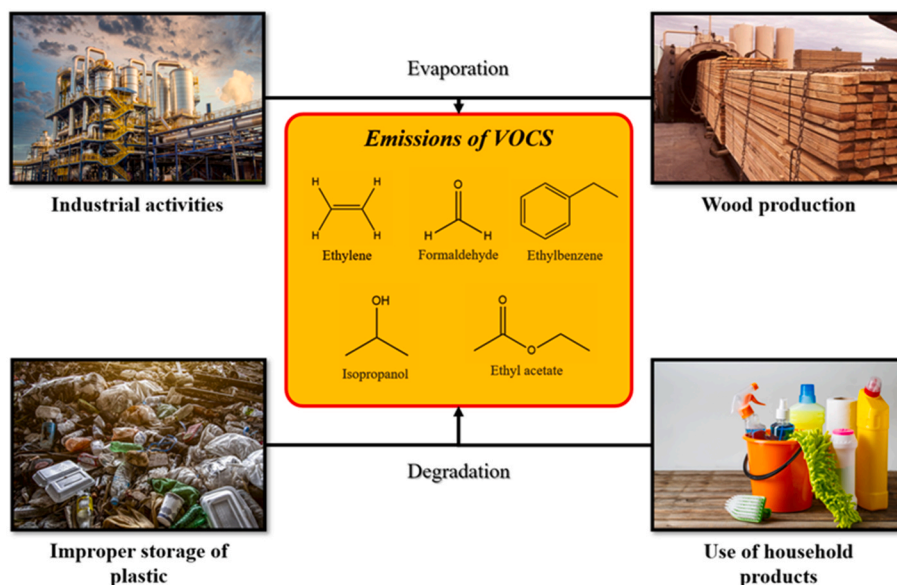 Evaporation
Emissions of VOCS
H
H
H
H
Ethylene
O
H
H
Formaldehyde
Ethylbenzene
OH
Isopropanol
O
O
Ethyl acetate
Industrial activities
Wood production
Degradation
Improper storage of
plastic
Use of household
products